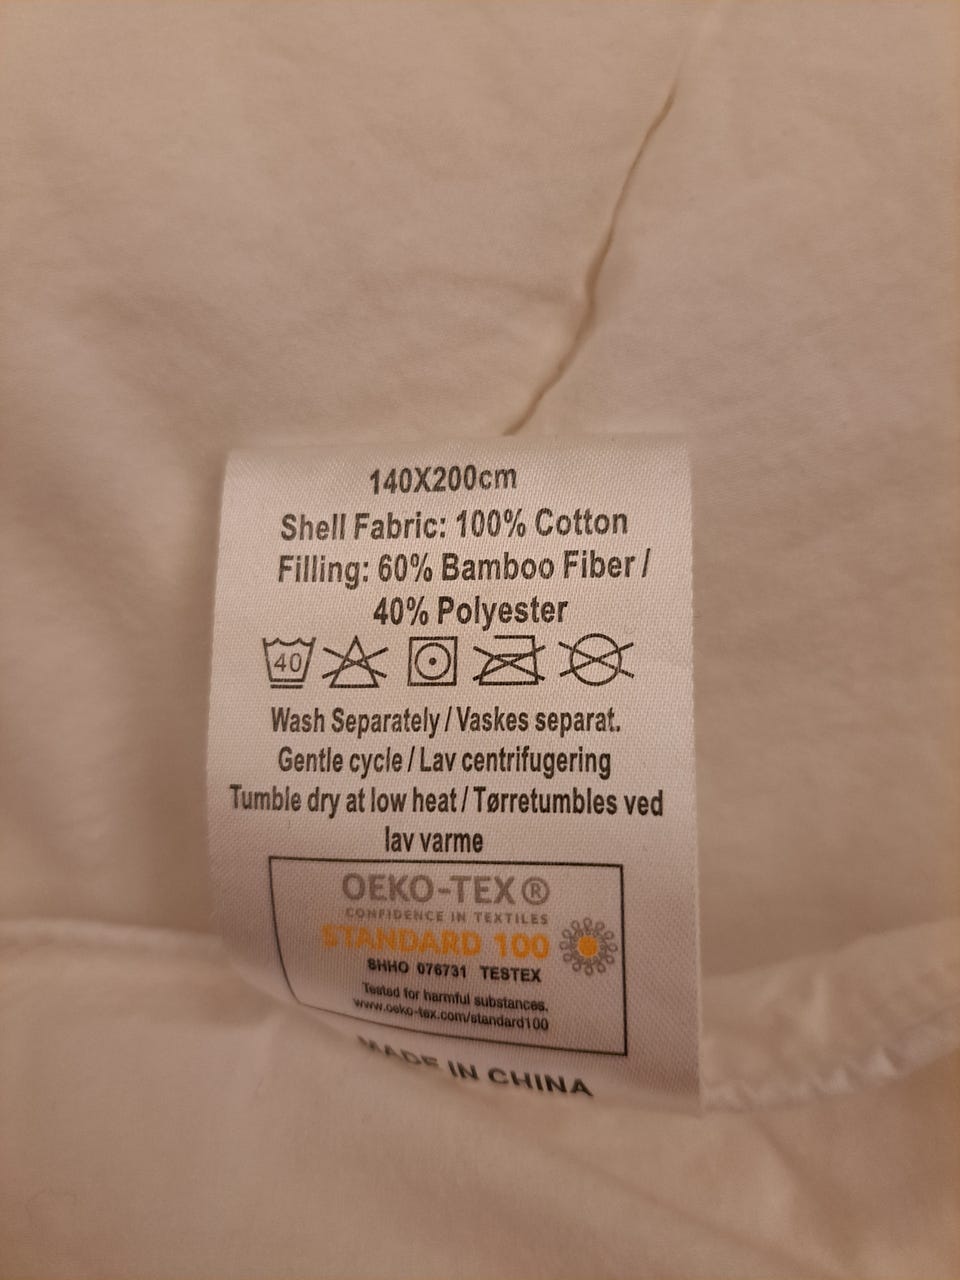 140X200cm
Shell Fabric: 100% Cotton
Filling: 60% Bamboo Fiber /
40% Polyester
40
Wash Separately / Vaskes separat.
Gentle cycle / Lav centrifugering
Tumble dry at low heat / Tørretumbles ved
lav varme
OEKO-TEX®
CONFIDENCE IN TEXTILES
STANDARD 100
SHHO 076731 TESTEX
Tested for harmful substances.
www.oeko-tex.com/standard100
MADE IN CHINA